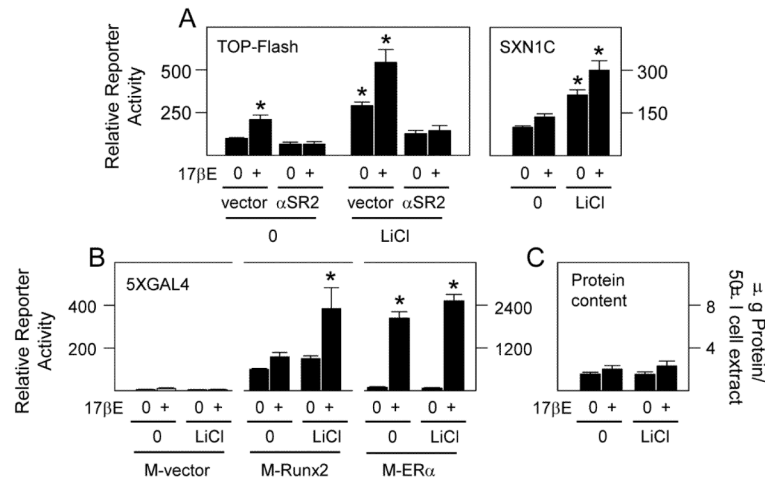 A
TOP-Flash
SXN1C
Relative Reporter
Activity
500
250
300
150
* * * * *
17βE 0 + 0 + 0 + 0 + 0 + 0 +
vector αSR2 vector αSR2 0 LiCl
0 LiCl
B
5XGAL4
C
Protein
content
Relative Reporter
Activity
400
200
2400
1200
8
4
μ g Protein/
50μ l cell extract
* * *
17βE 0 + 0 + 0 + 0 + 0 + 0 + 17βE 0 + 0 +
0 LiCl 0 LiCl 0 LiCl 0 LiCl
M-vector M-Runx2 M-ERα